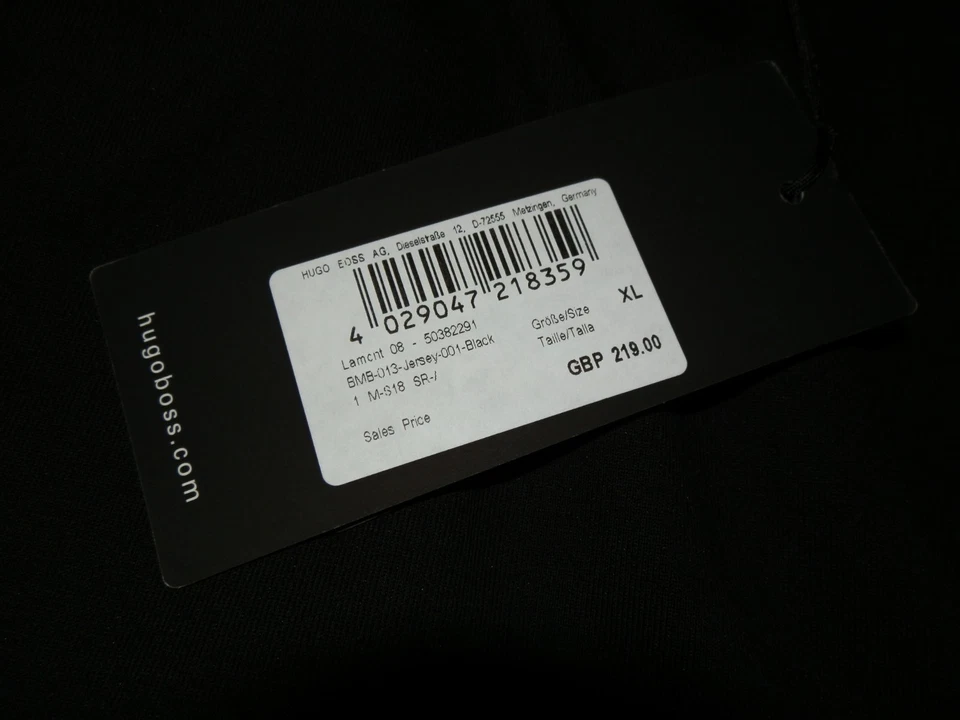 HUGO BOSS AG, Dieselstraße 12, D-72555 Metzingen, Germany
4 029047 218359
Lamont 08 - 50382291
BMB-013-Jersey-001-Black
1 M-S18 SR-/
Größe/Size XL
Taille/Talla
Sales Price GBP 219.00
hugoboss.com